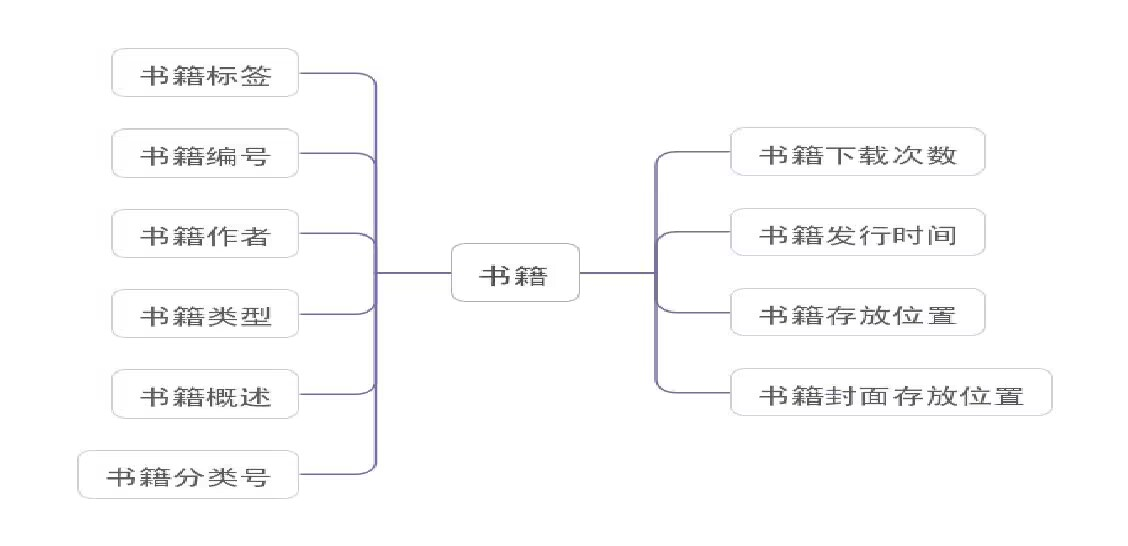 书籍标签
书籍编号
书籍作者
书籍类型
书籍概述
书籍分类号
书籍
书籍下载次数
书籍发行时间
书籍存放位置
书籍封面存放位置